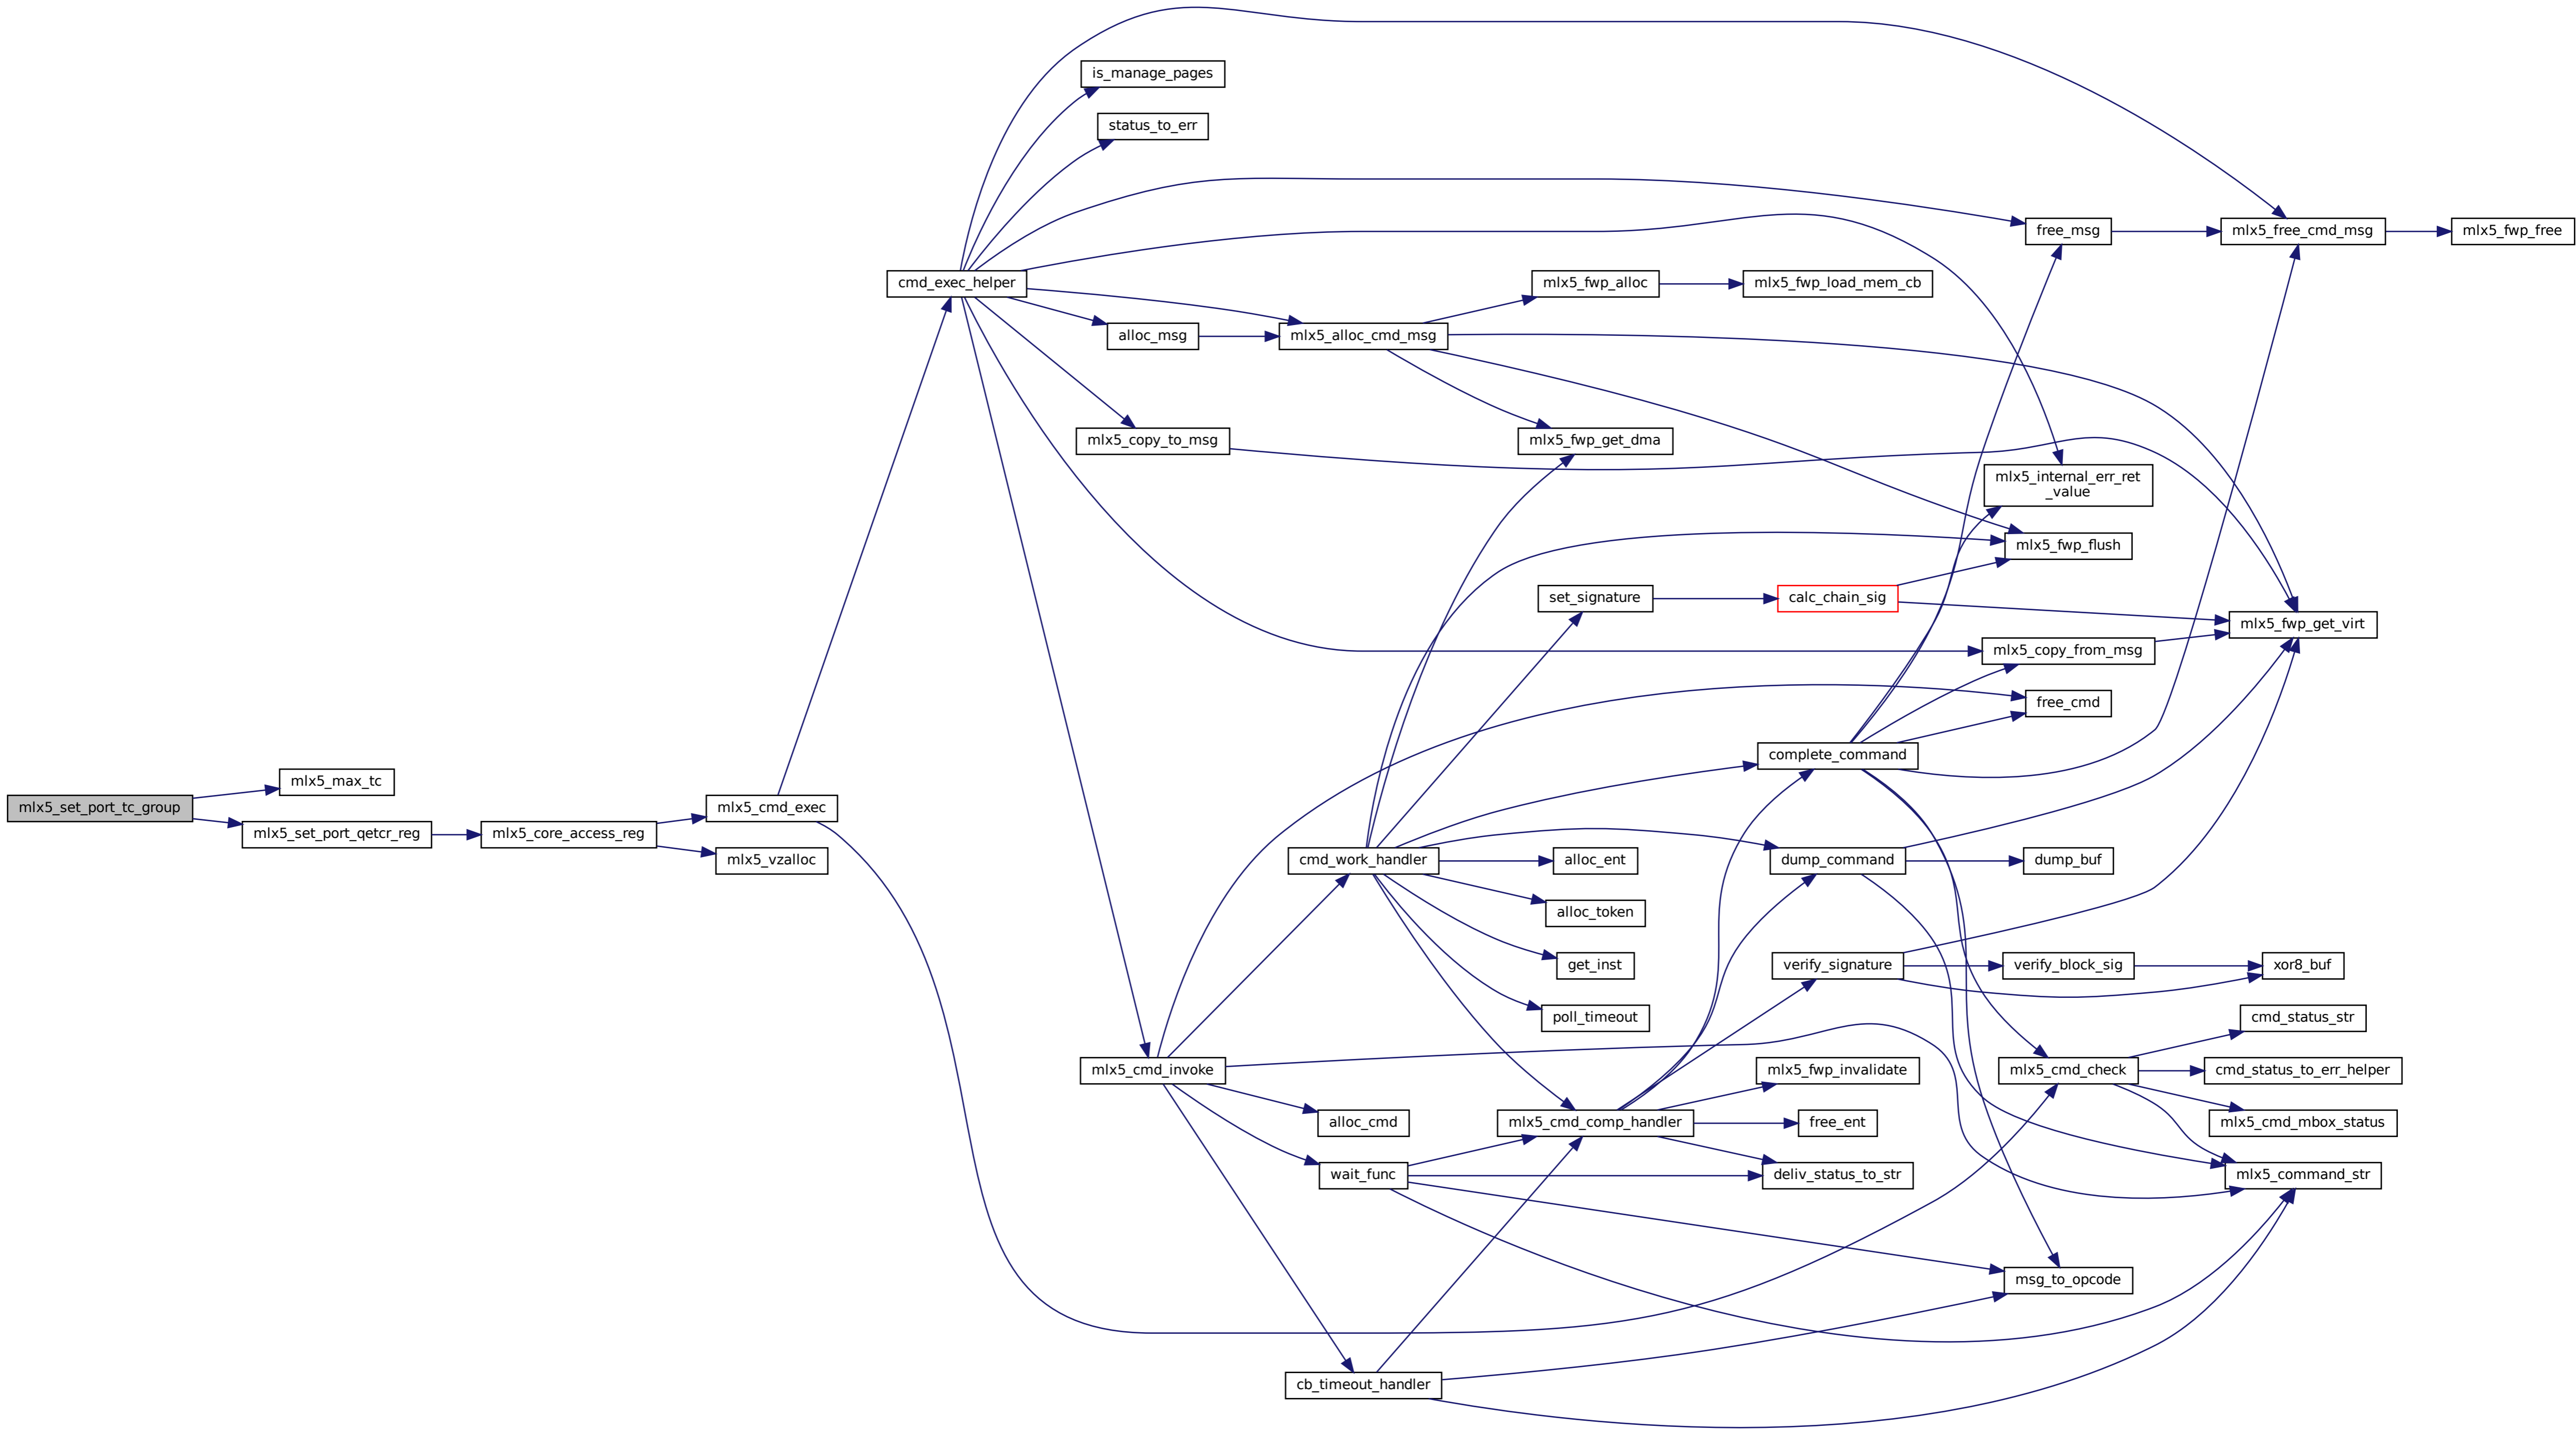 is_manage_pages
status_to_err
free_msg
mlx5_free_cmd_msg
mlx5_fwp_free
cmd_exec_helper
mlx5_fwp_alloc
mlx5_fwp_load_mem_cb
alloc_msg
mlx5_alloc_cmd_msg
mlx5_copy_to_msg
mlx5_fwp_get_dma
mlx5_internal_err_ret
_value
mlx5_fwp_flush
set_signature
calc_chain_sig
mlx5_fwp_get_virt
mlx5_copy_from_msg
free_cmd
complete_command
mlx5_max_tc
mlx5_set_port_tc_group
mlx5_cmd_exec
mlx5_set_port_qetcr_reg
mlx5_core_access_reg
mlx5_vzalloc
cmd_work_handler
alloc_ent
dump_command
dump_buf
alloc_token
get_inst
verify_signature
verify_block_sig
xor8_buf
poll_timeout
cmd_status_str
mlx5_cmd_invoke
mlx5_fwp_invalidate
mlx5_cmd_check
cmd_status_to_err_helper
alloc_cmd
mlx5_cmd_comp_handler
free_ent
mlx5_cmd_mbox_status
wait_func
deliv_status_to_str
mlx5_command_str
msg_to_opcode
cb_timeout_handler